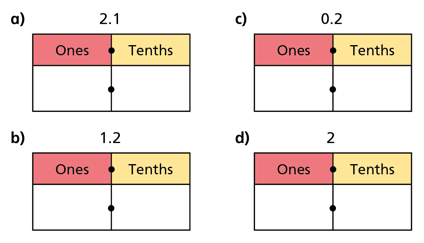 a) 2.1
Ones Tenths
b) 1.2
Ones Tenths
c) 0.2
Ones Tenths
d) 2
Ones Tenths